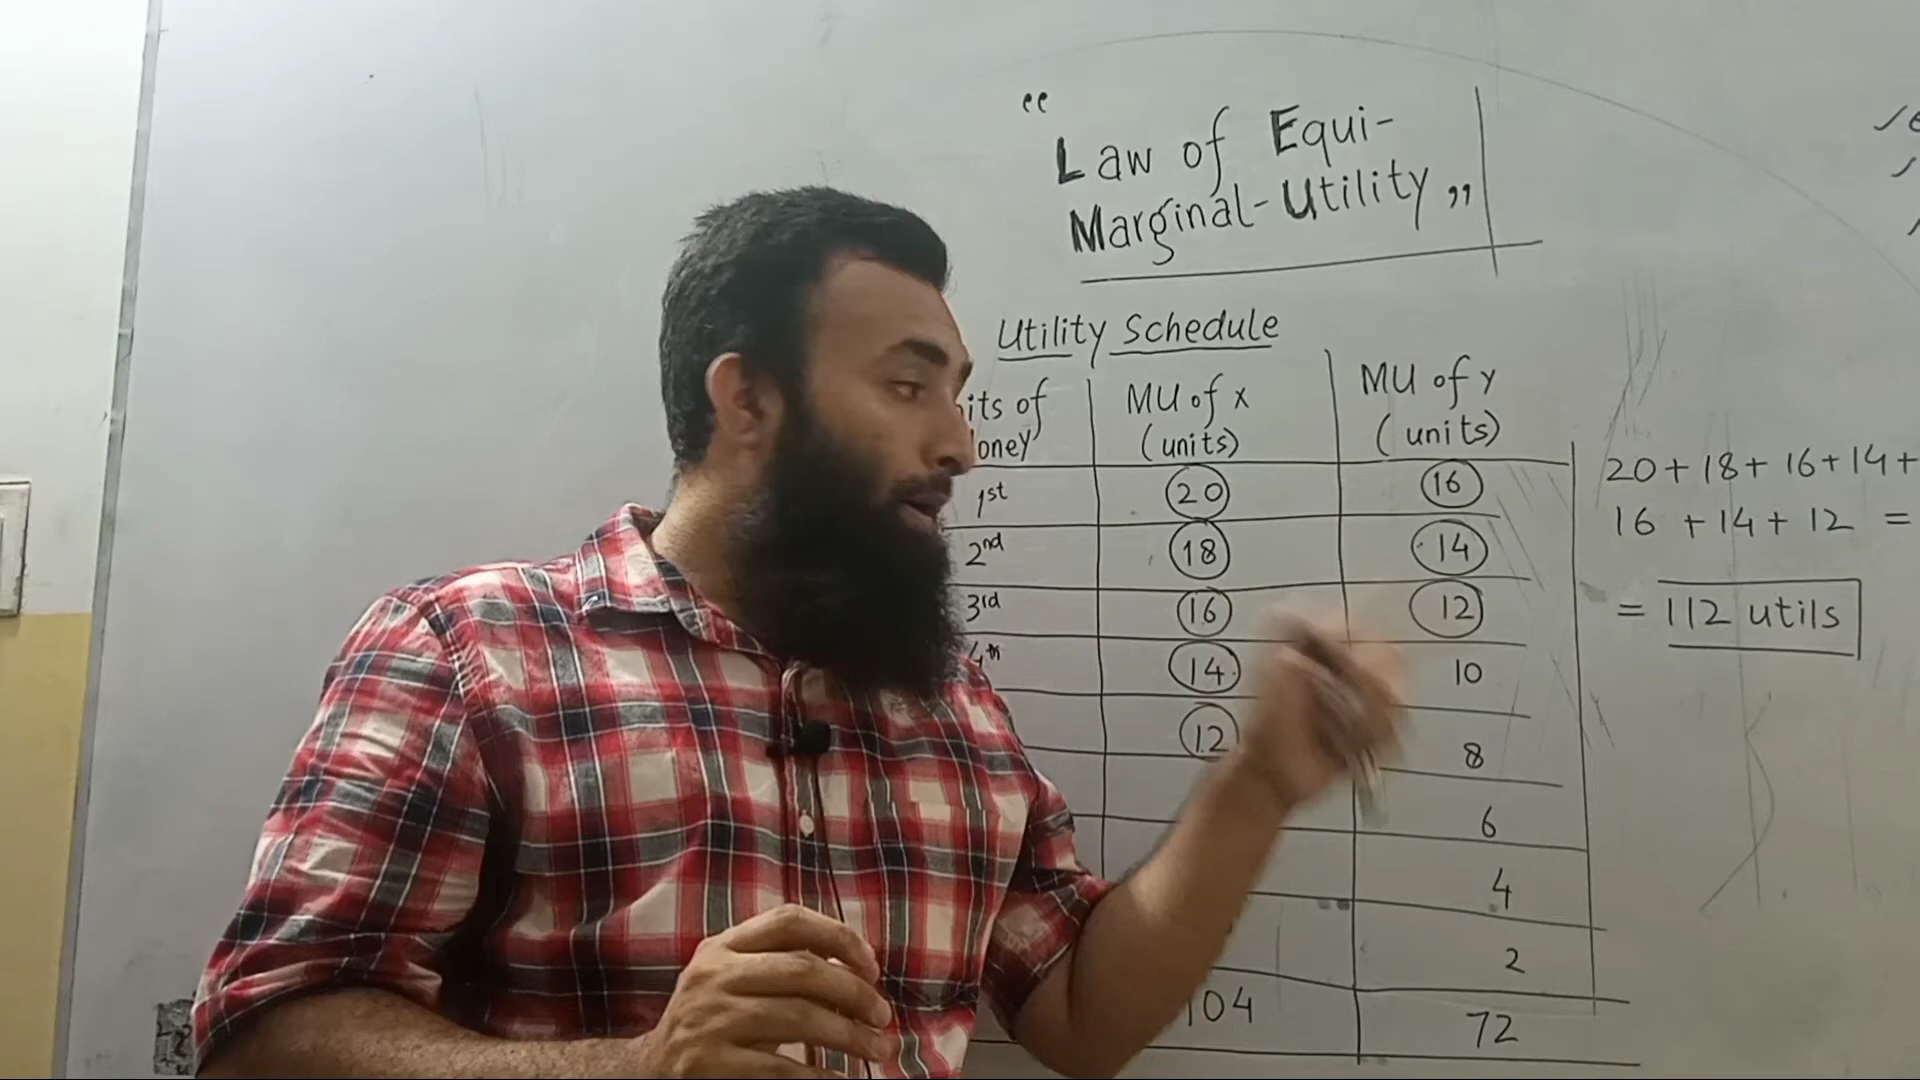 “
Law of Equi-
Marginal-Utility ”
Utility Schedule
its of MU of x MU of y
oney (units) (units)
1st 20 16
2nd 18 14
3rd 16 12
4th 14 10
12 8
6
4
2
104 72
20 + 18 + 16 + 14 +
16 + 14 + 12 =
= 112 utils